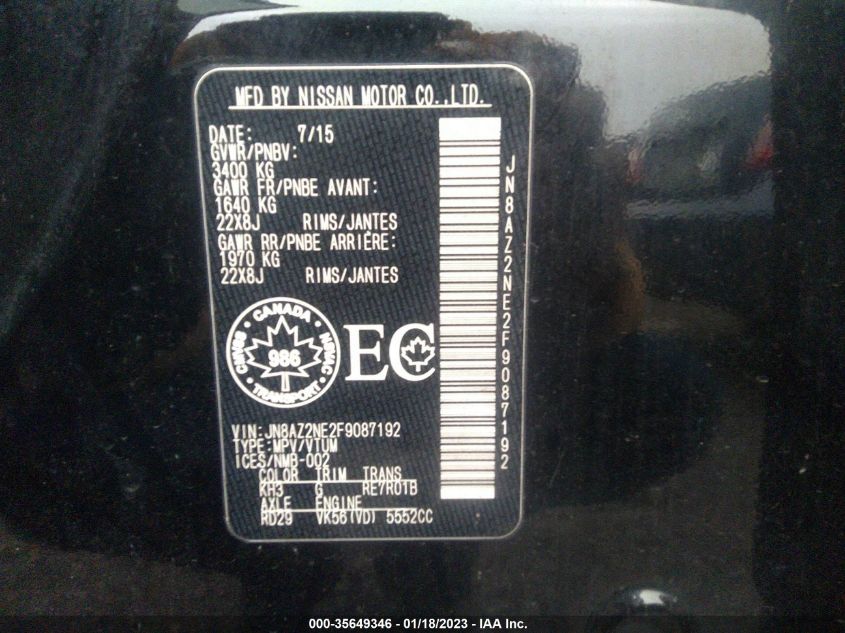 MFD BY NISSAN MOTOR CO.,LTD.
DATE: 7/15
GVWR/PNBV:
3400 KG
GAWR FR/PNBE AVANT:
1640 KG
22X8J RIMS/JANTES
GAWR RR/PNBE ARRIÈRE:
1970 KG
22X8J RIMS/JANTES
CANADA
CMVSS NSVAC
986
TRANSPORT
EC
VIN:JN8AZ2NE2F9087192
TYPE:MPV/VTUM
ICES/NMB-002
COLOR TRIM TRANS
KH3 G RE7R01B
AXLE ENGINE
RD29 VK56(VD) 5552CC
JN8AZ2NE2F9087192
000-35649346 - 01/18/2023 - IAA Inc.